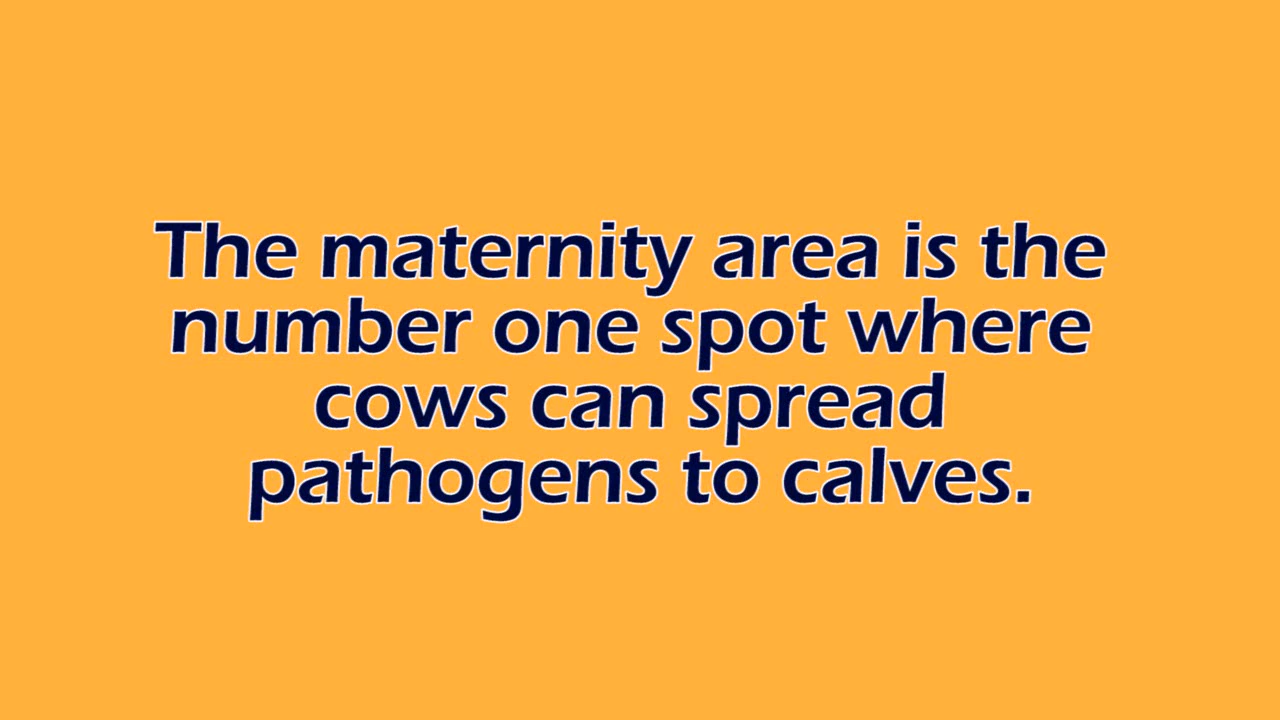 The maternity area is the
number one spot where
cows can spread
pathogens to calves.